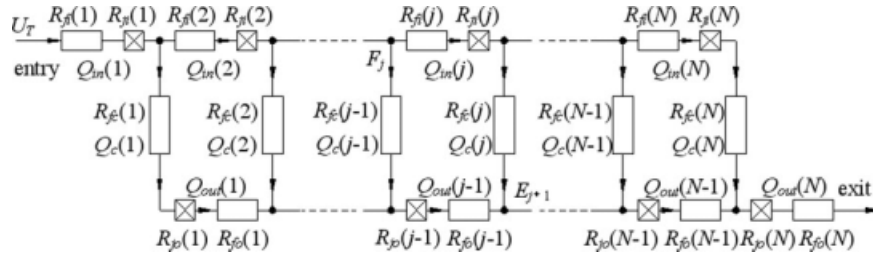 U_T R_fi(1) R_ji(1) R_fi(2) R_ji(2) R_fi(j) R_ji(j) R_fi(N) R_ji(N)
entry Q_in(1) Q_in(2) F_j Q_in(j) Q_in(N)
R_fc(1) R_fc(2) R_fc(j-1) R_fc(j) R_fc(N-1) R_fc(N)
Q_c(1) Q_c(2) Q_c(j-1) Q_c(j) Q_c(N-1) Q_c(N)
Q_out(1) Q_out(j-1) E_j+1 Q_out(N-1) Q_out(N) exit
R_jo(1) R_fo(1) R_jo(j-1) R_fo(j-1) R_jo(N-1) R_fo(N-1) R_jo(N) R_fo(N)